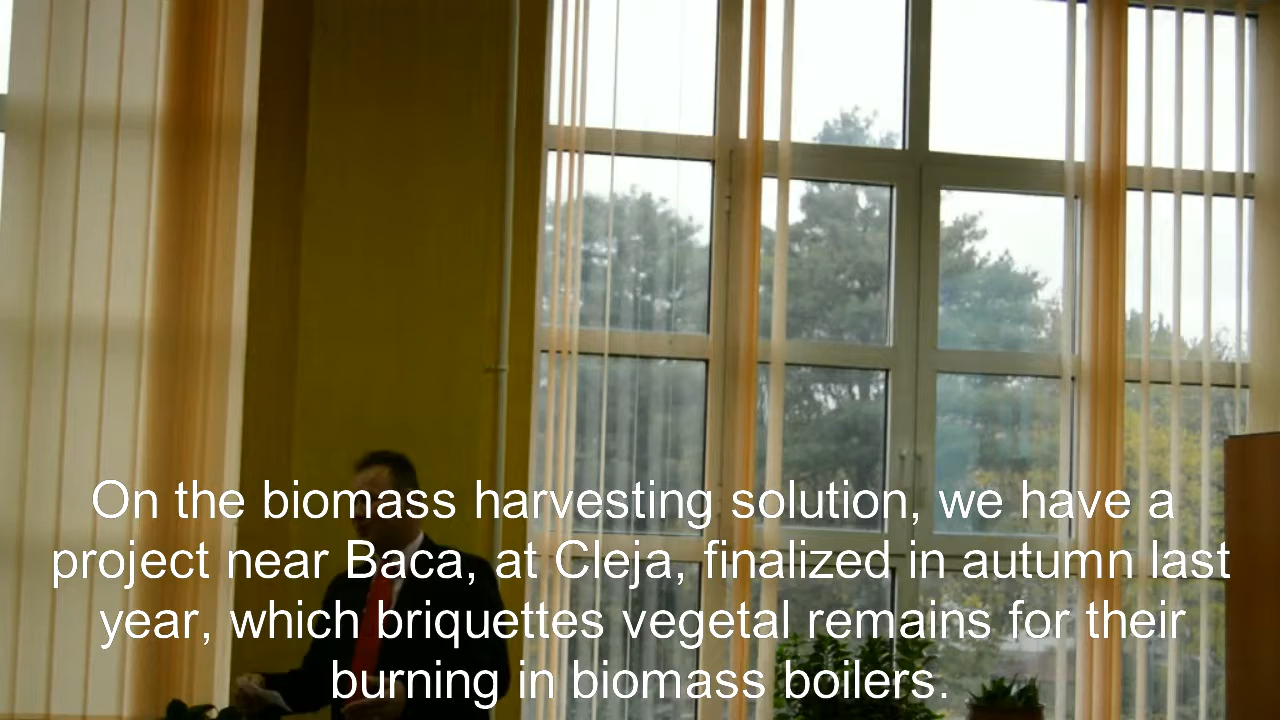 On the biomass harvesting solution, we have a
project near Baca, at Cleja, finalized in autumn last
year, which briquettes vegetal remains for their
burning in biomass boilers.